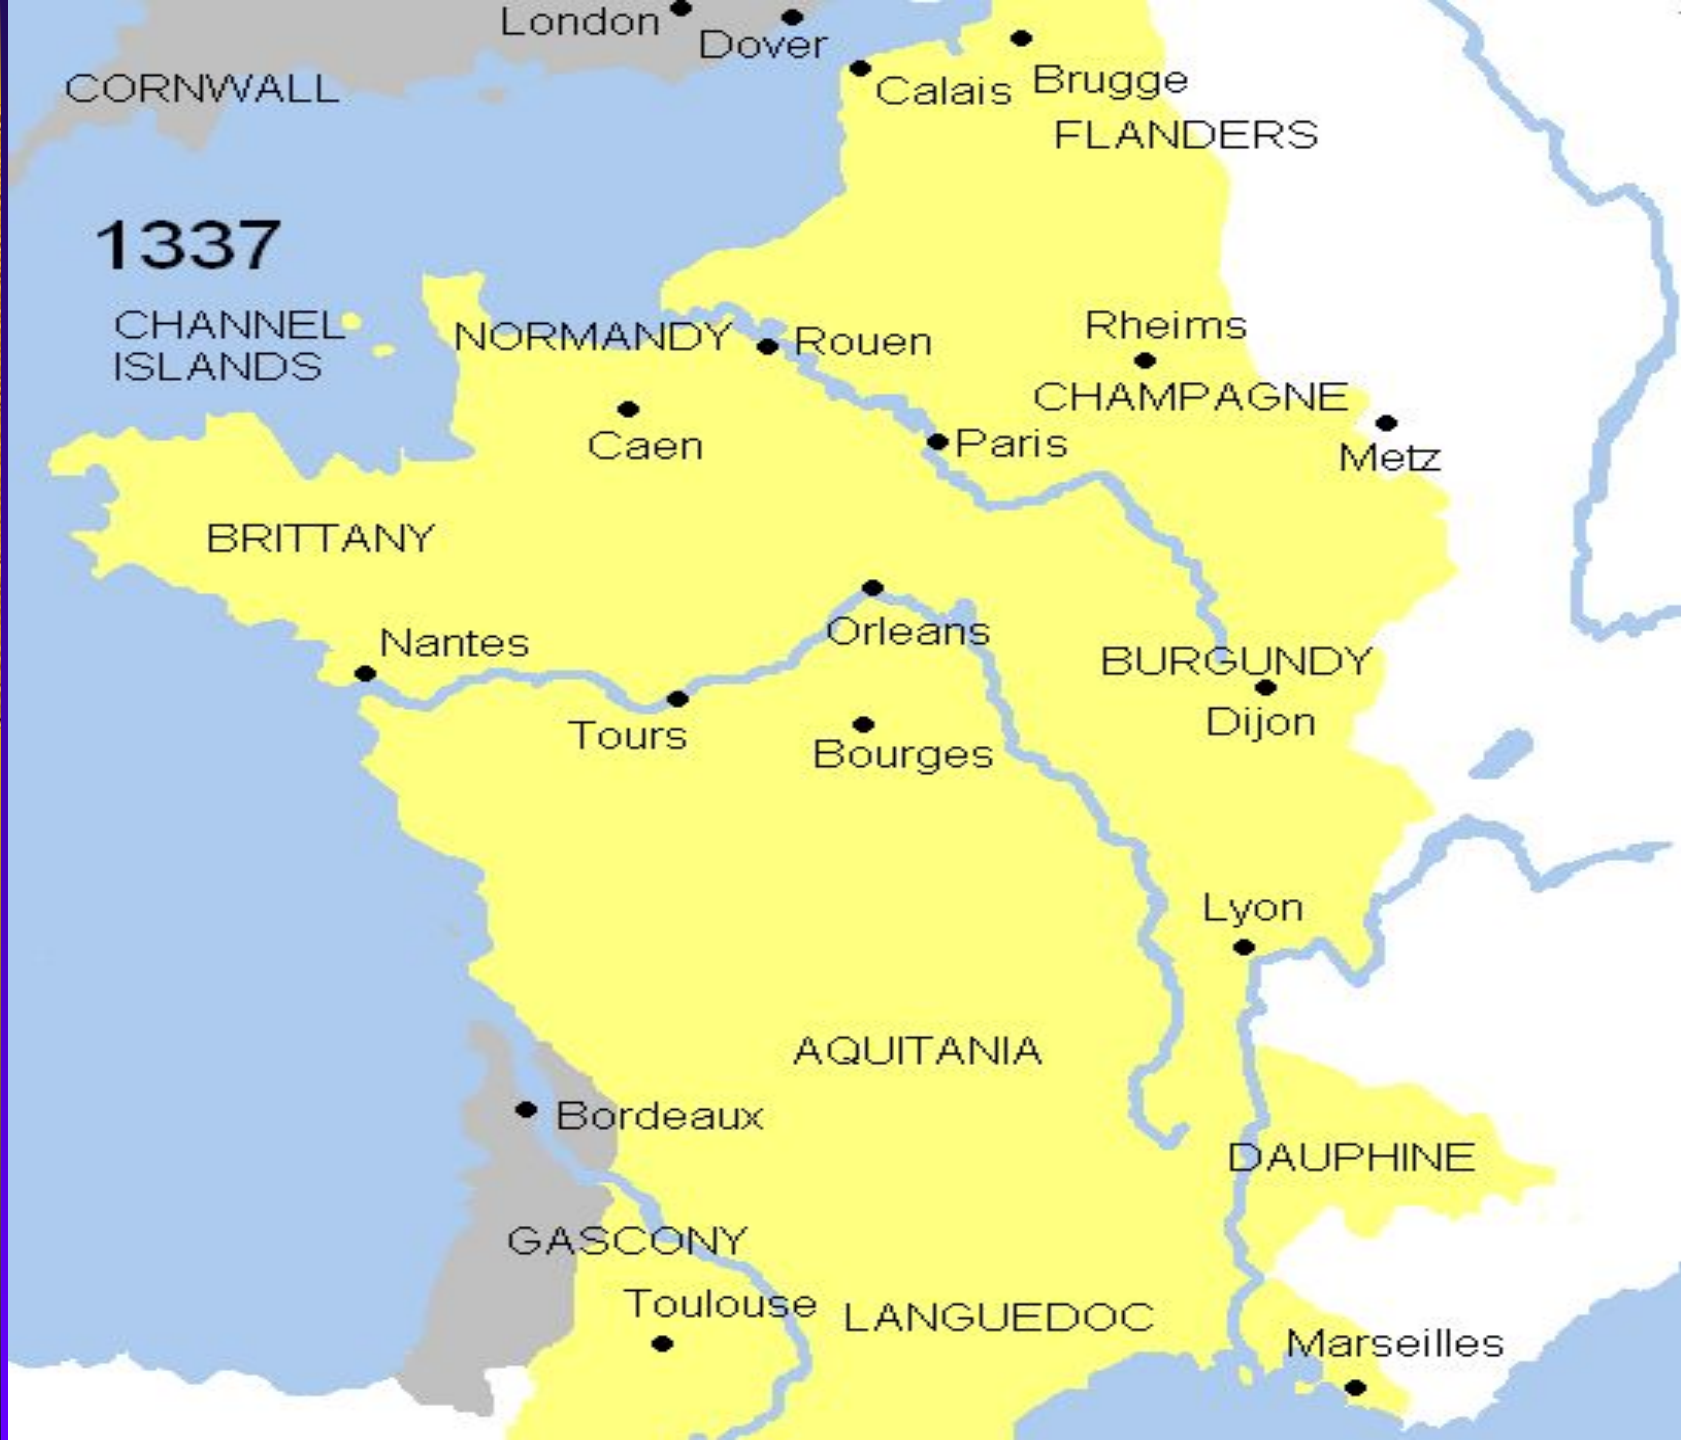 London
Dover
CORNWALL
Calais
Brugge
FLANDERS
1337
CHANNEL
ISLANDS
NORMANDY
Rouen
Rheims
CHAMPAGNE
Caen
Paris
Metz
BRITTANY
Orleans
Nantes
BURGUNDY
Tours
Bourges
Dijon
Lyon
AQUITANIA
Bordeaux
DAUPHINE
GASCONY
Toulouse
LANGUEDOC
Marseilles